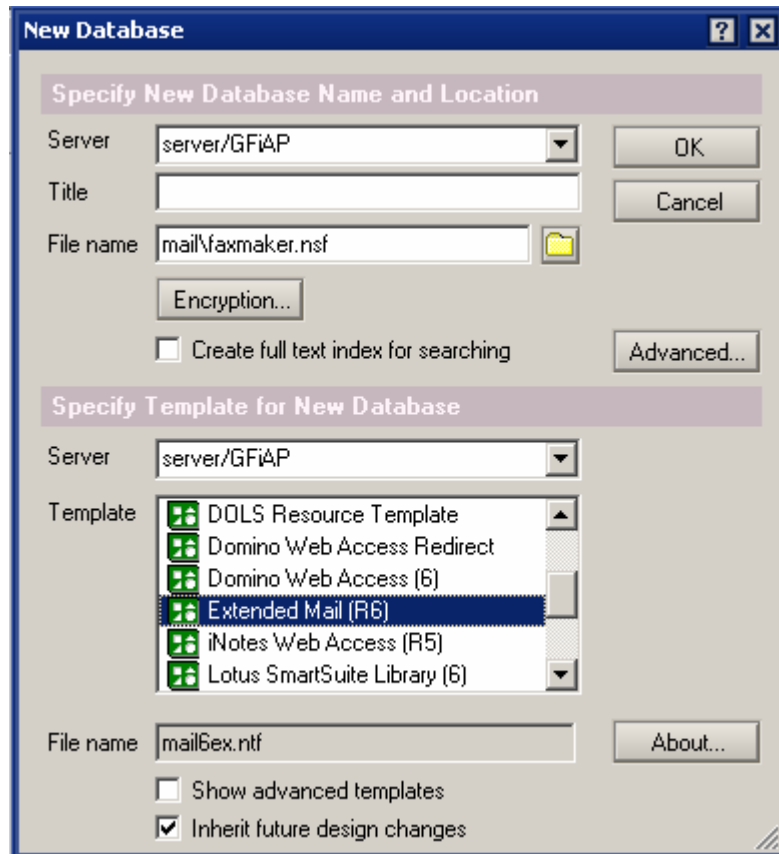 New Database
Specify New Database Name and Location
Server server/GFiAP OK
Title Cancel
File name mail\faxmaker.nsf
Encryption...
Create full text index for searching Advanced...
Specify Template for New Database
Server server/GFiAP
Template DOLS Resource Template
Domino Web Access Redirect
Domino Web Access (6)
Extended Mail (R6)
iNotes Web Access (R5)
Lotus SmartSuite Library (6)
File name mail6ex.ntf About...
Show advanced templates
Inherit future design changes